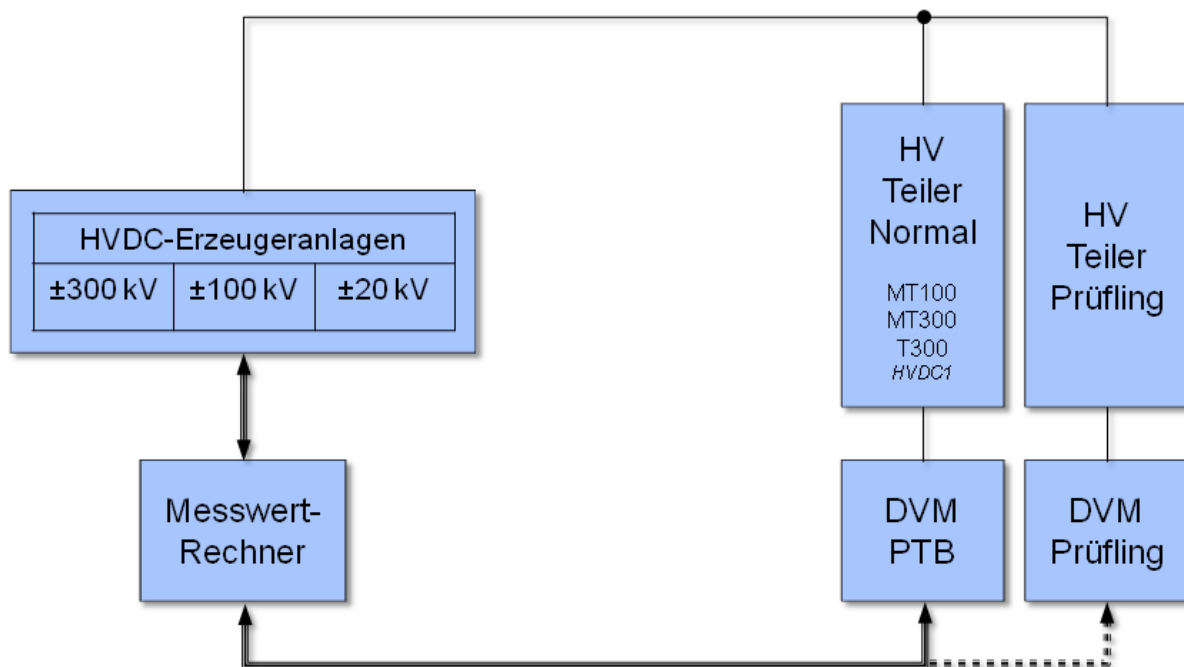 HVDC-Erzeugeranlagen
±300 kV
±100 kV
±20 kV
Messwert-
Rechner
HV
Teiler
Normal
MT100
MT300
T300
HVDC1
HV
Teiler
Prüfling
DVM
PTB
DVM
Prüfling